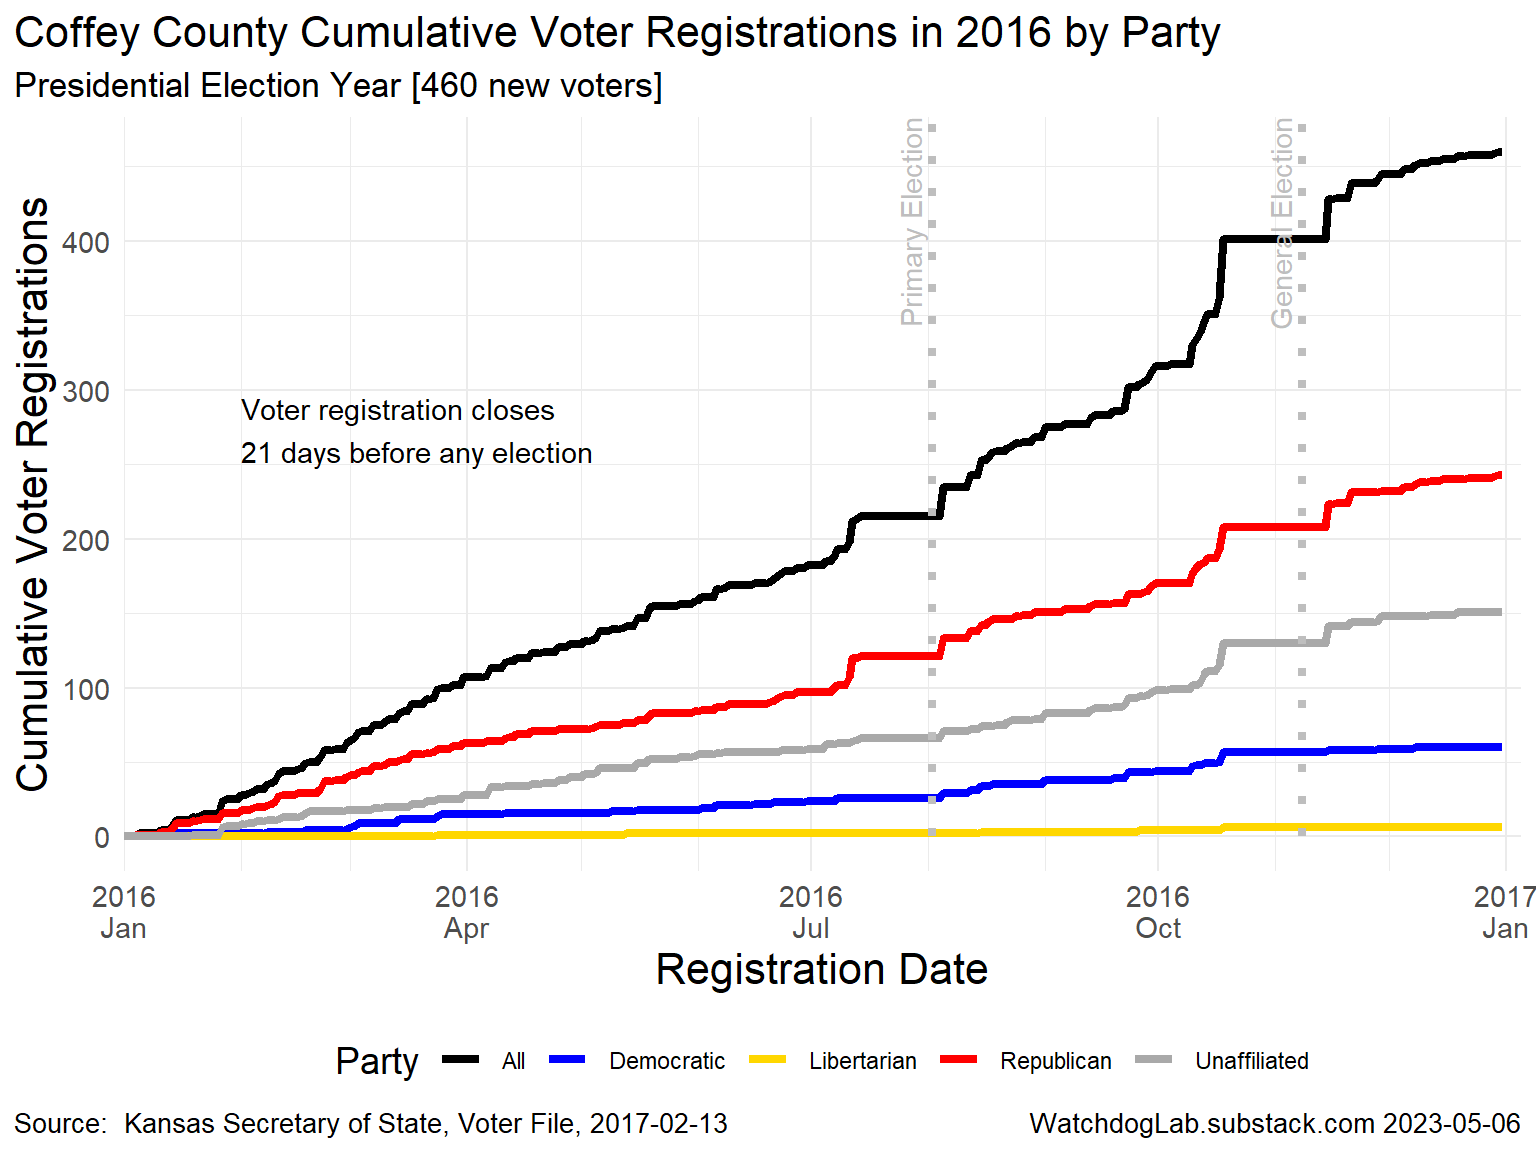 Coffey County Cumulative Voter Registrations in 2016 by Party
Presidential Election Year [460 new voters]
Cumulative Voter Registrations
400
300
200
100
0
Primary Election
General Election
Voter registration closes
21 days before any election
2016
Jan
2016
Apr
2016
Jul
2016
Oct
2017
Jan
Registration Date
Party All Democratic Libertarian Republican Unaffiliated
Source:  Kansas Secretary of State, Voter File, 2017-02-13
WatchdogLab.substack.com 2023-05-06